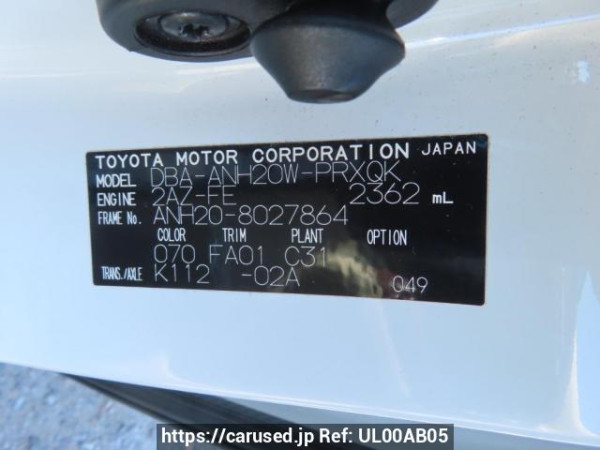 TOYOTA MOTOR CORPORATION JAPAN
MODEL DBA-ANH20W-PRXQK
ENGINE 2AZ-FE 2362 mL
FRAME No. ANH20-8027864
COLOR TRIM PLANT OPTION
070 FA01 C31
TRANS./AXLE K112 -02A 049
https://carused.jp Ref: UL00AB05